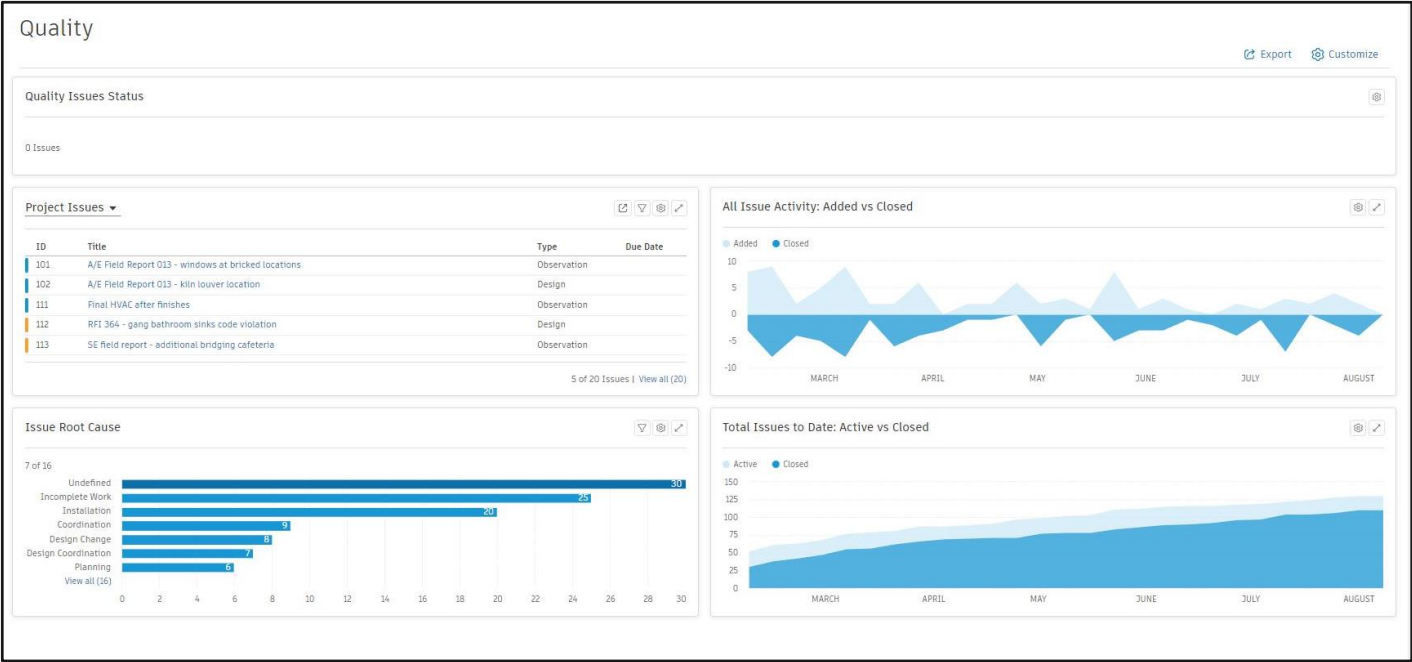 Quality
Export Customize
Quality Issues Status
0 Issues
Project Issues
ID Title Type Due Date
101 A/E Field Report 013 - windows at bricked locations Observation
102 A/E Field Report 013 - kiln louver location Design
111 Final HVAC after finishes Observation
112 RFI 364 - gang bathroom sinks code violation Design
113 SE field report - additional bridging cafeteria Observation
5 of 20 Issues | View all (20)
All Issue Activity: Added vs Closed
Added Closed
10
5
0
-5
-10
MARCH APRIL MAY JUNE JULY AUGUST
Issue Root Cause
7 of 16
Undefined 30
Incomplete Work 25
Installation 20
Coordination 9
Design Change 8
Design Coordination 7
Planning 6
View all (16)
0 2 4 6 8 10 12 14 16 18 20 22 24 26 28 30
Total Issues to Date: Active vs Closed
Active Closed
150
125
100
75
50
25
0
MARCH APRIL MAY JUNE JULY AUGUST